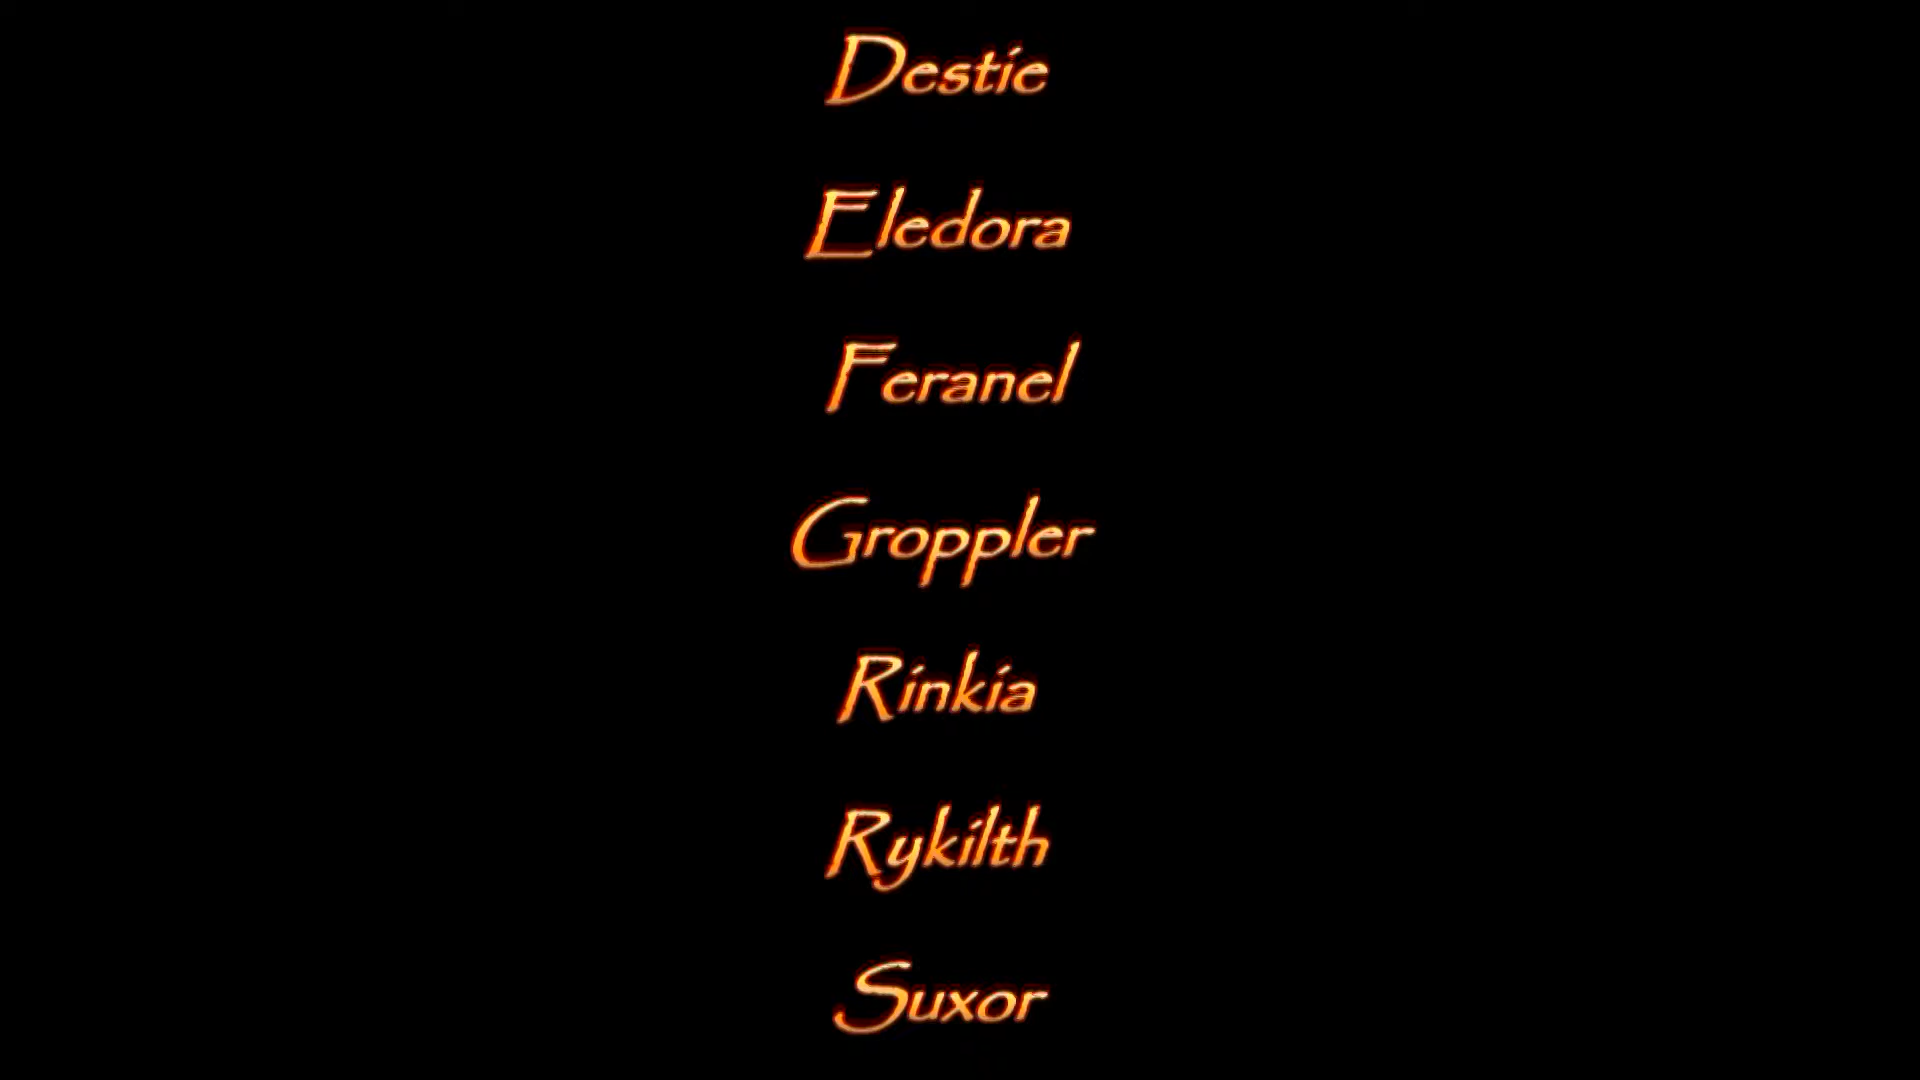 Destie
Eledora
Feranel
Groppler
Rinkia
Rykilth
Suxor